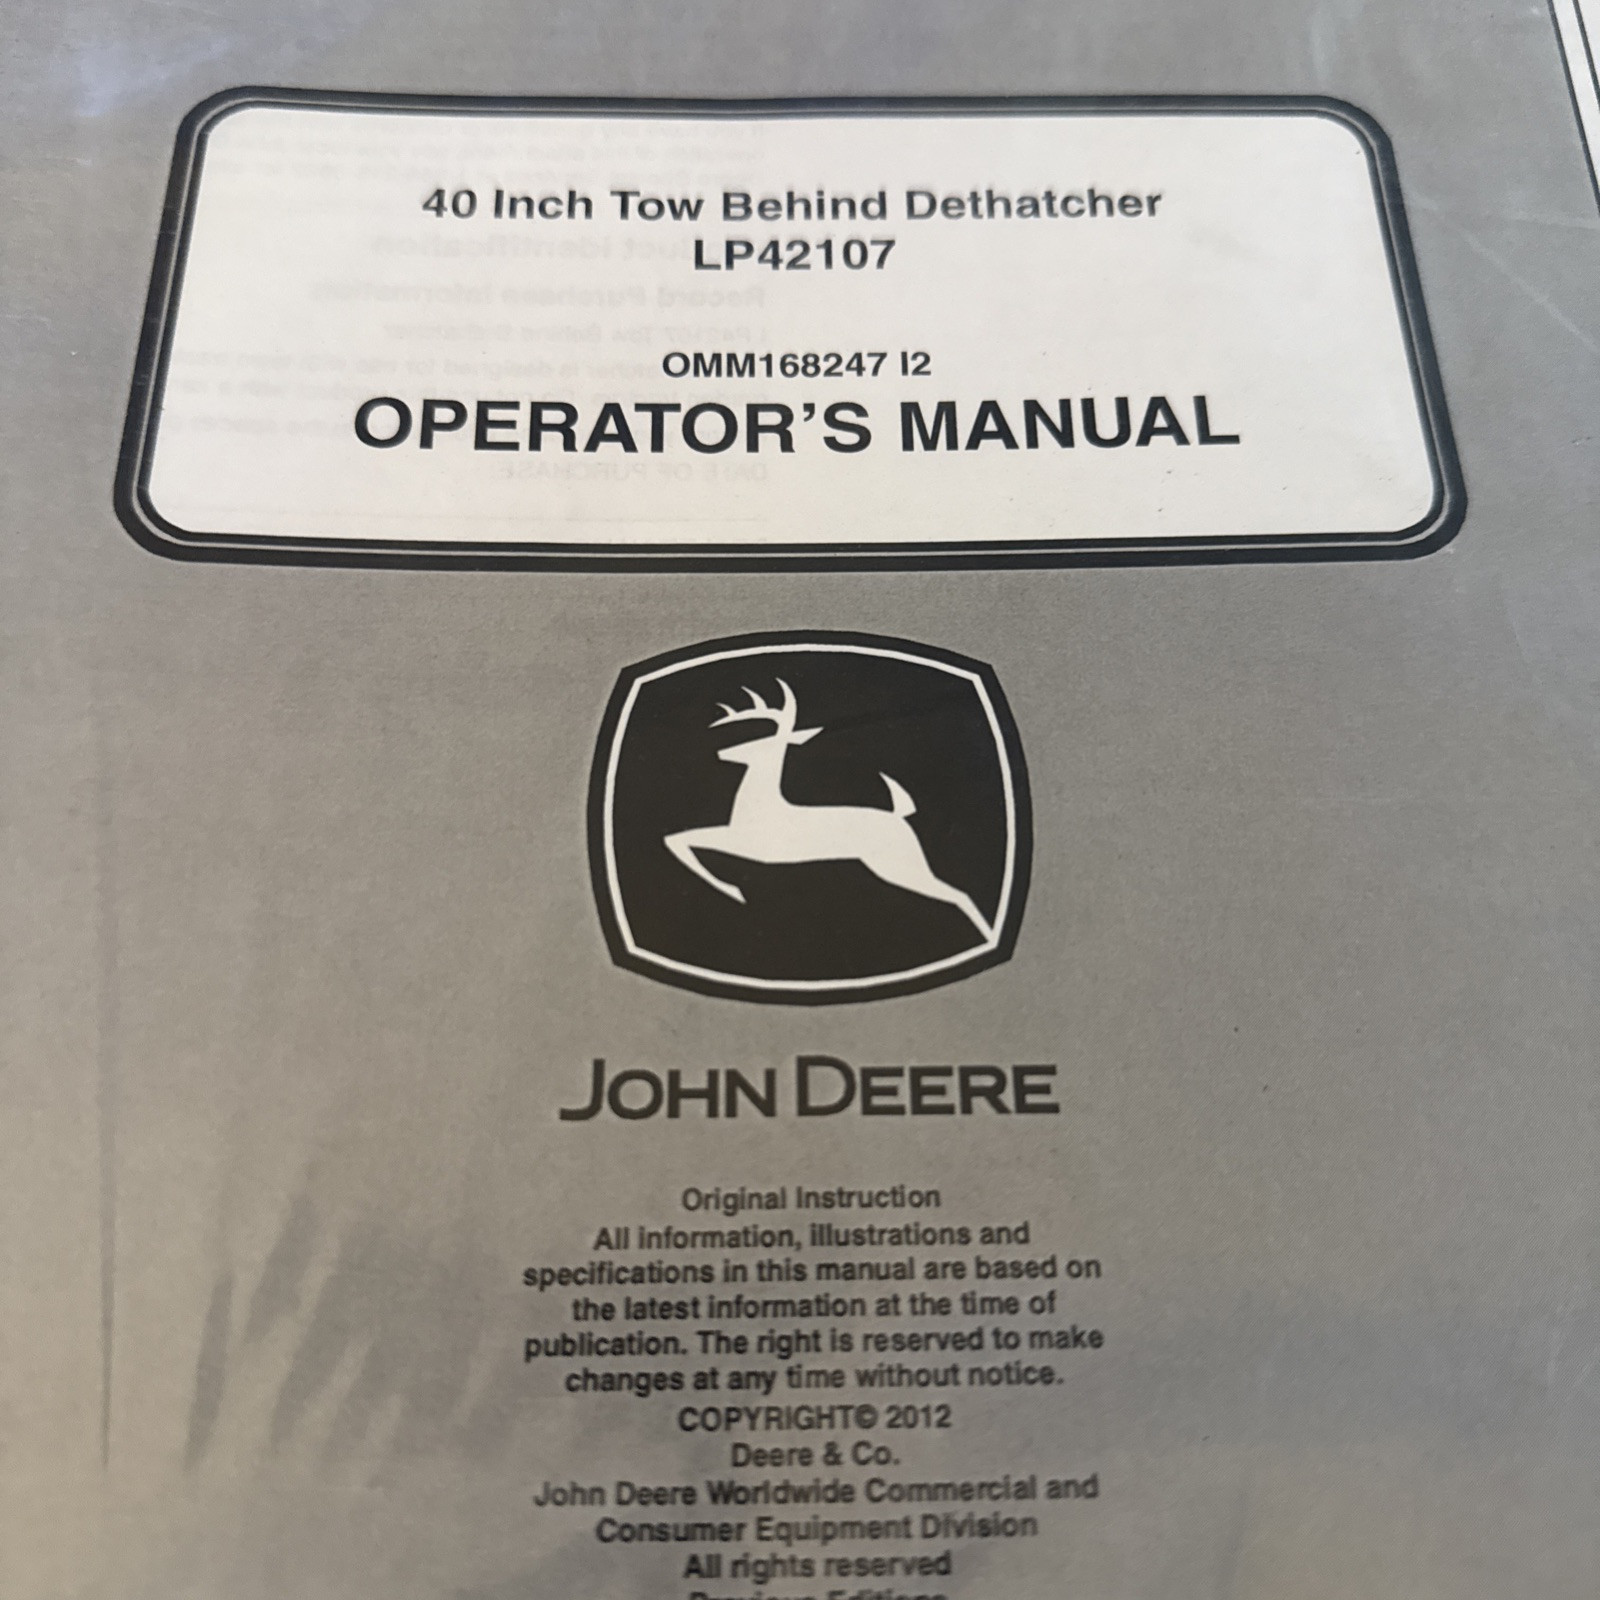 40 Inch Tow Behind Dethatcher
LP42107
OMM168247 I2
OPERATOR'S MANUAL
JOHN DEERE
Original Instruction
All information, illustrations and
specifications in this manual are based on
the latest information at the time of
publication. The right is reserved to make
changes at any time without notice.
COPYRIGHT© 2012
Deere & Co.
John Deere Worldwide Commercial and
Consumer Equipment Division
All rights reserved
Previous Editions